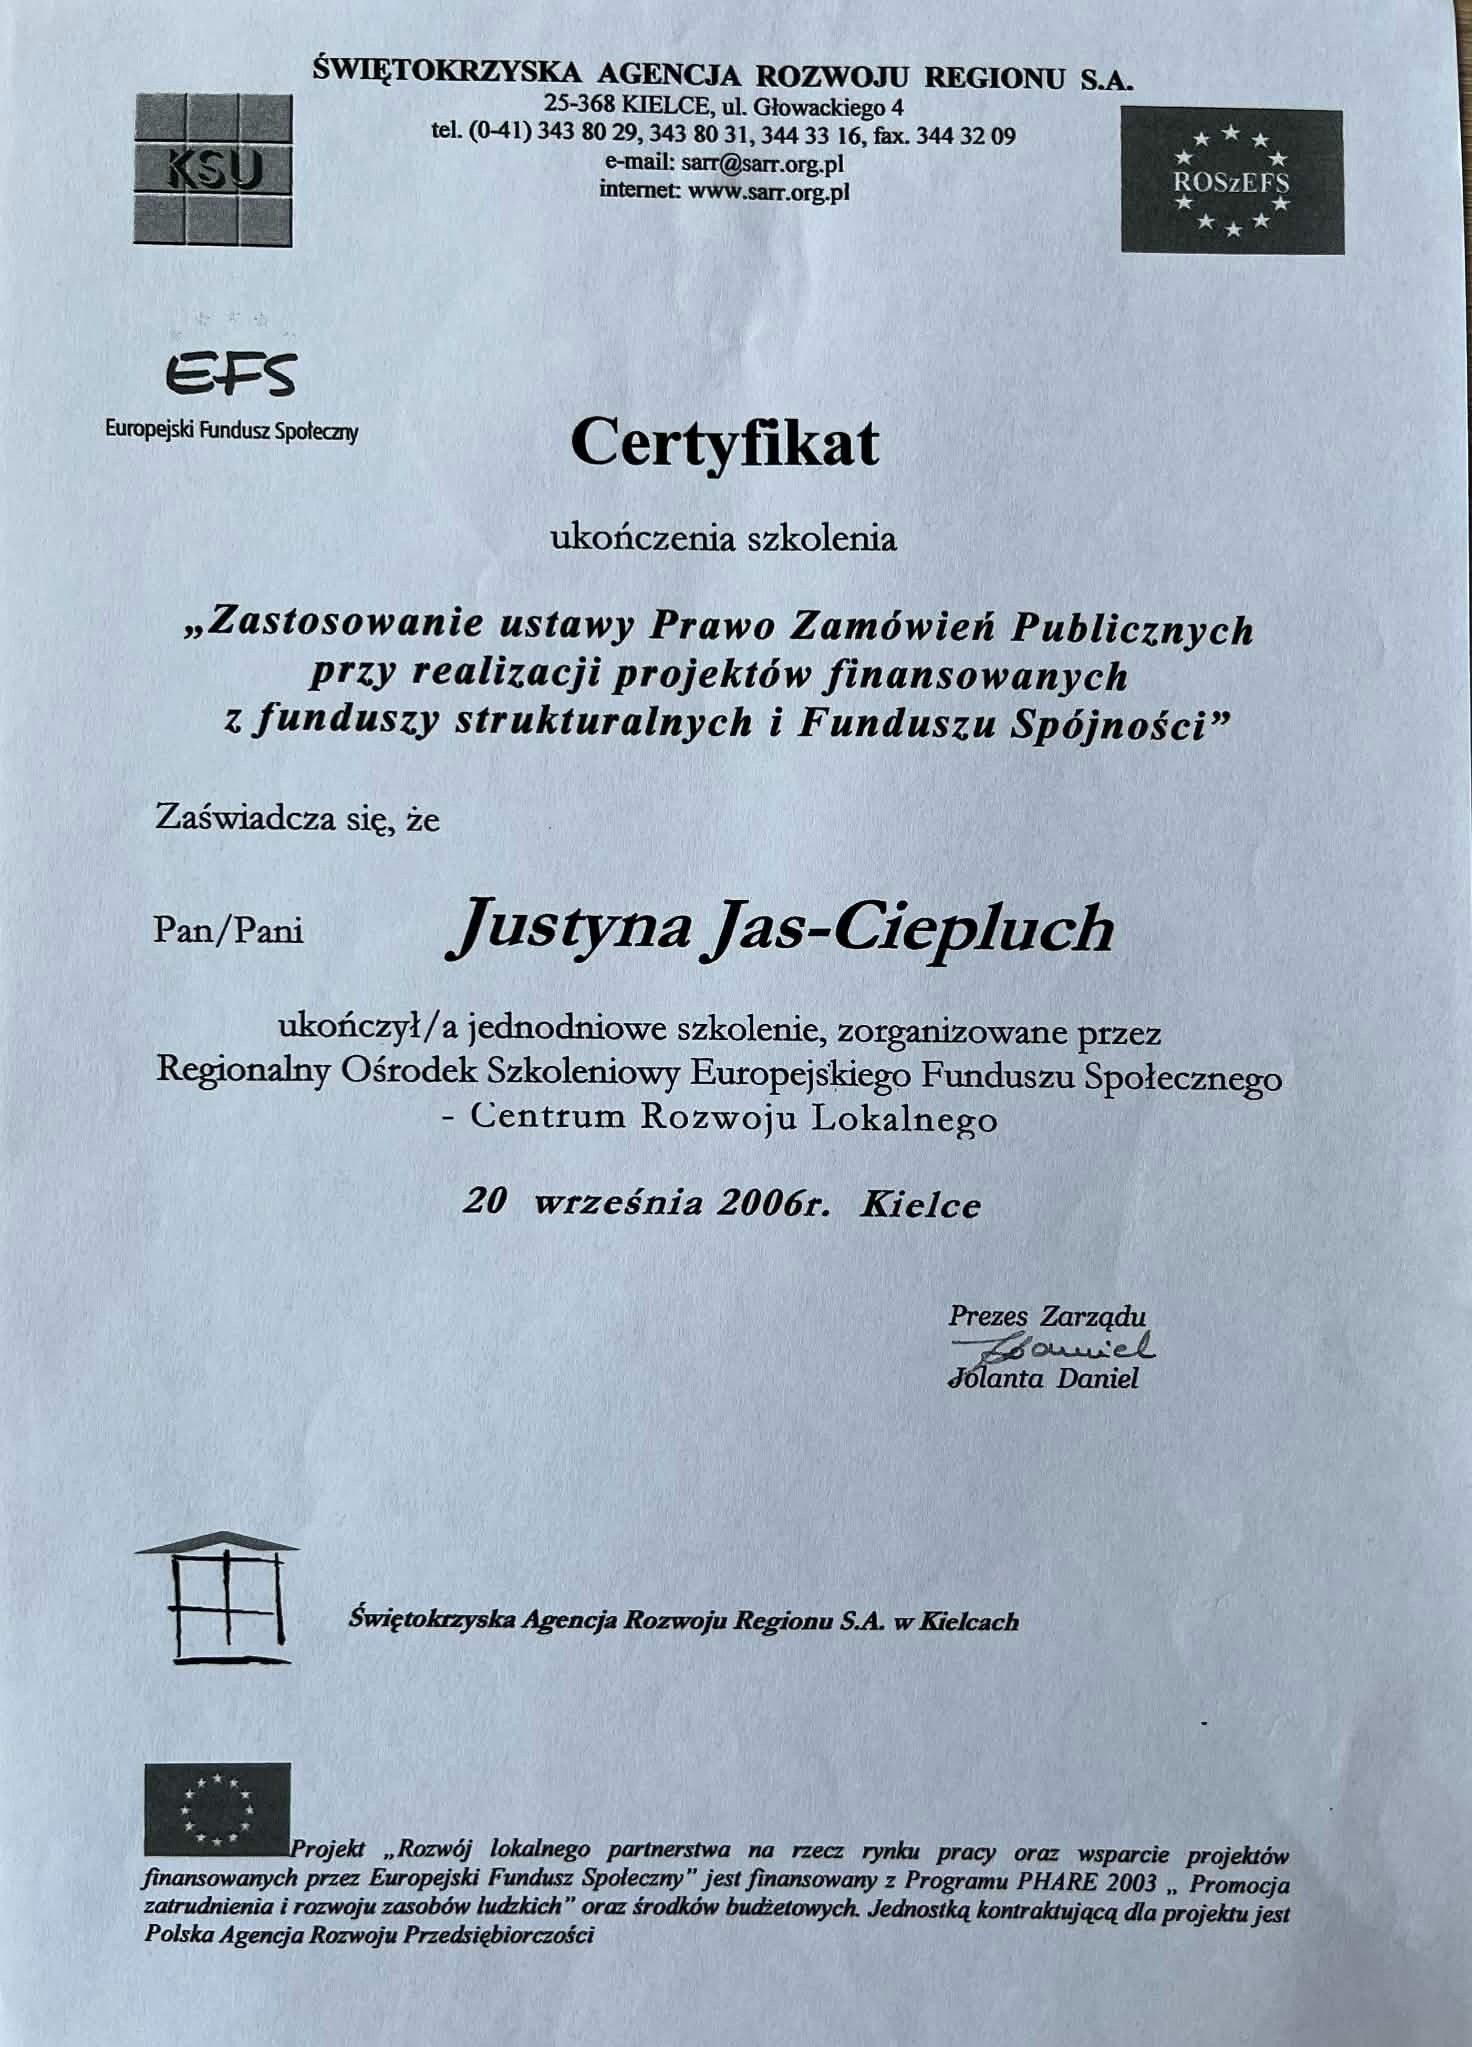 ŚWIĘTOKRZYSKA AGENCJA ROZWOJU REGIONU S.A.
25-368 KIELCE, ul. Głowackiego 4
tel. (0-41) 343 80 29, 343 80 31, 344 33 16, fax. 344 32 09
e-mail: sarr@sarr.org.pl
internet: www.sarr.org.pl
KSU
ROSzEFS
EFS
Europejski Fundusz Społeczny
Certyfikat
ukończenia szkolenia
„Zastosowanie ustawy Prawo Zamówień Publicznych
przy realizacji projektów finansowanych
z funduszy strukturalnych i Funduszu Spójności”
Zaświadcza się, że
Pan/Pani Justyna Jas-Ciepluch
ukończył/a jednodniowe szkolenie, zorganizowane przez
Regionalny Ośrodek Szkoleniowy Europejskiego Funduszu Społecznego
- Centrum Rozwoju Lokalnego
20 września 2006r. Kielce
Prezes Zarządu
JDaniel
Jolanta Daniel
Świętokrzyska Agencja Rozwoju Regionu S.A. w Kielcach
Projekt „Rozwój lokalnego partnerstwa na rzecz rynku pracy oraz wsparcie projektów
finansowanych przez Europejski Fundusz Społeczny” jest finansowany z Programu PHARE 2003 „ Promocja
zatrudnienia i rozwoju zasobów ludzkich” oraz środków budżetowych. Jednostką kontraktującą dla projektu jest
Polska Agencja Rozwoju Przedsiębiorczości